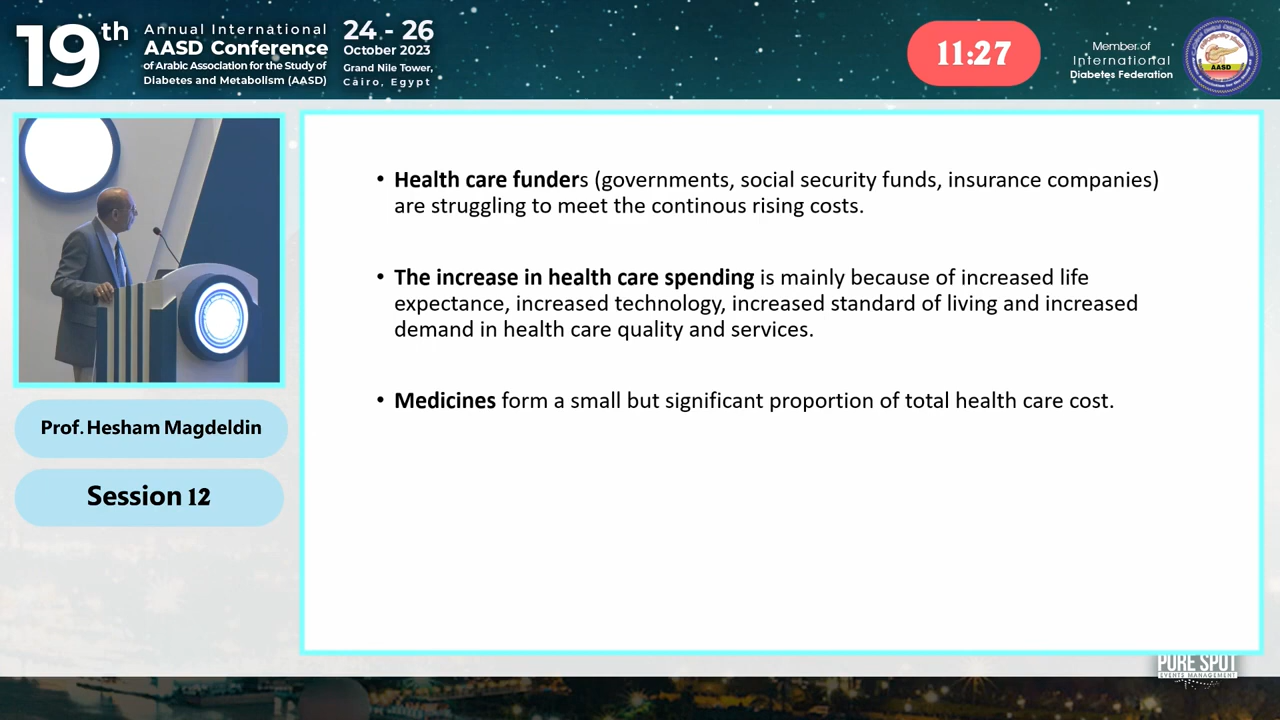 19th
Annual International
AASD Conference
of Arabic Association for the Study of
Diabetes and Metabolism (AASD)
24 - 26
October 2023
Grand Nile Tower,
Cairo, Egypt
11:27
Member of
International
Diabetes Federation
AASD
• Health care funders (governments, social security funds, insurance companies)
are struggling to meet the continous rising costs.
• The increase in health care spending is mainly because of increased life
expectance, increased technology, increased standard of living and increased
demand in health care quality and services.
• Medicines form a small but significant proportion of total health care cost.
Prof. Hesham Magdeldin
Session 12
PURE SPOT
EVENTS MANAGEMENT